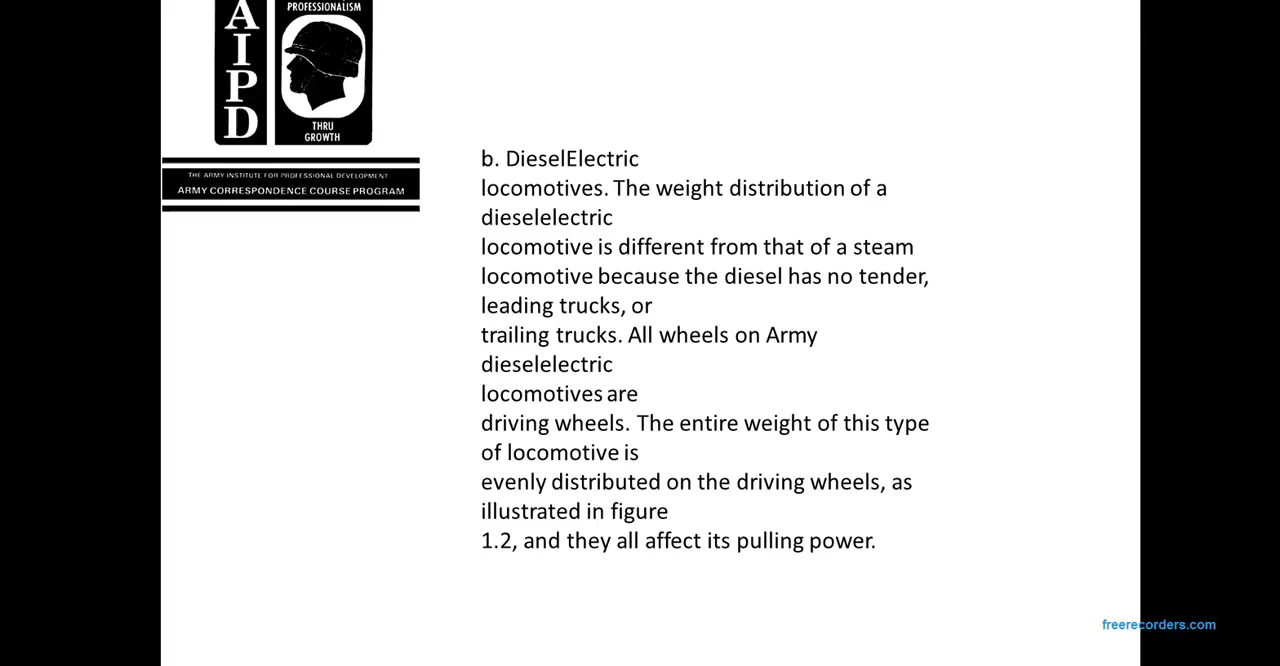 AIPD
PROFESSIONALISM
THRU
GROWTH
THE ARMY INSTITUTE FOR PROFESSIONAL DEVELOPMENT
ARMY CORRESPONDENCE COURSE PROGRAM
b. DieselElectric
locomotives. The weight distribution of a
dieselelectric
locomotive is different from that of a steam
locomotive because the diesel has no tender,
leading trucks, or
trailing trucks. All wheels on Army
dieselelectric
locomotives are
driving wheels. The entire weight of this type
of locomotive is
evenly distributed on the driving wheels, as
illustrated in figure
1.2, and they all affect its pulling power.
freerecorders.com